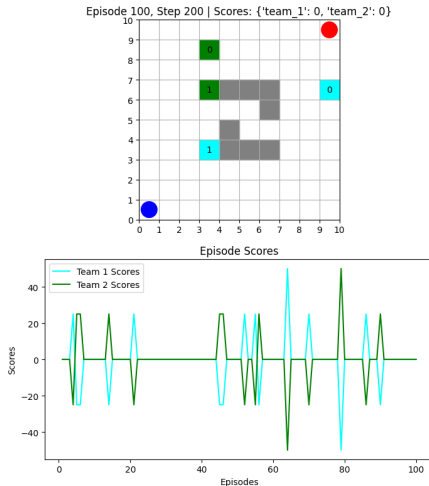 Episode 100, Step 200 | Scores: {'team_1': 0, 'team_2': 0}
10
9
8
7
6
5
4
3
2
1
0
0
1
0
1
0 1 2 3 4 5 6 7 8 9 10
Episode Scores
Team 1 Scores
Team 2 Scores
Scores
40
20
0
−20
−40
0 20 40 60 80 100
Episodes